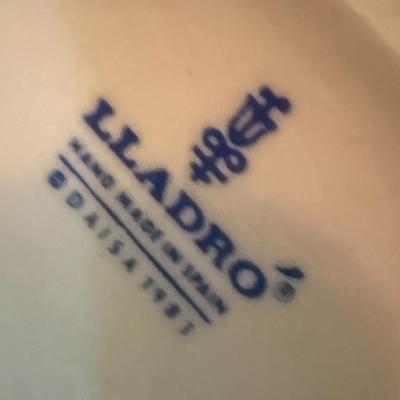 LLADRÓ
HAND MADE IN SPAIN
© DAISA 1983